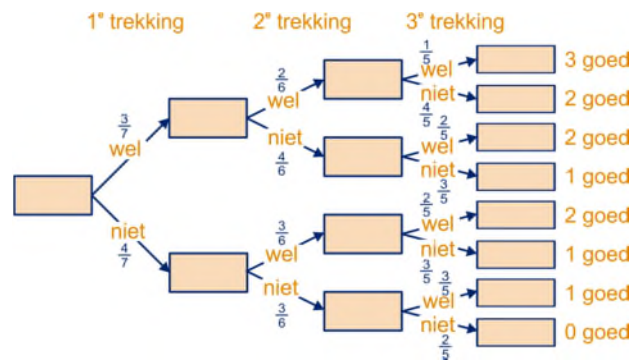 1e trekking 2e trekking 3e trekking
1/5
wel
3 goed
2/6
wel
niet
4/5
2 goed
3/7
wel
niet
4/6
2/5
wel
2 goed
niet
3/5
1 goed
niet
4/7
3/6
wel
2/5
wel
2 goed
niet
3/5
1 goed
niet
3/6
3/5
wel
1 goed
niet
2/5
0 goed